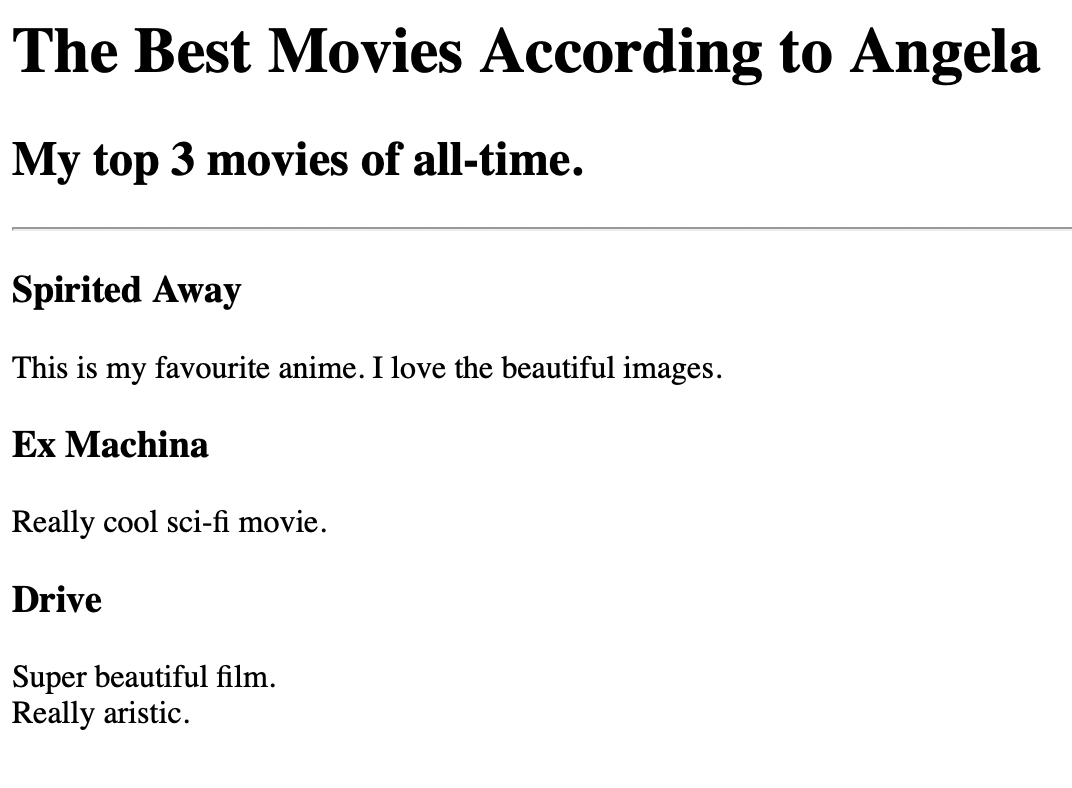 The Best Movies According to Angela
My top 3 movies of all-time.
Spirited Away
This is my favourite anime. I love the beautiful images.
Ex Machina
Really cool sci-fi movie.
Drive
Super beautiful film.
Really aristic.